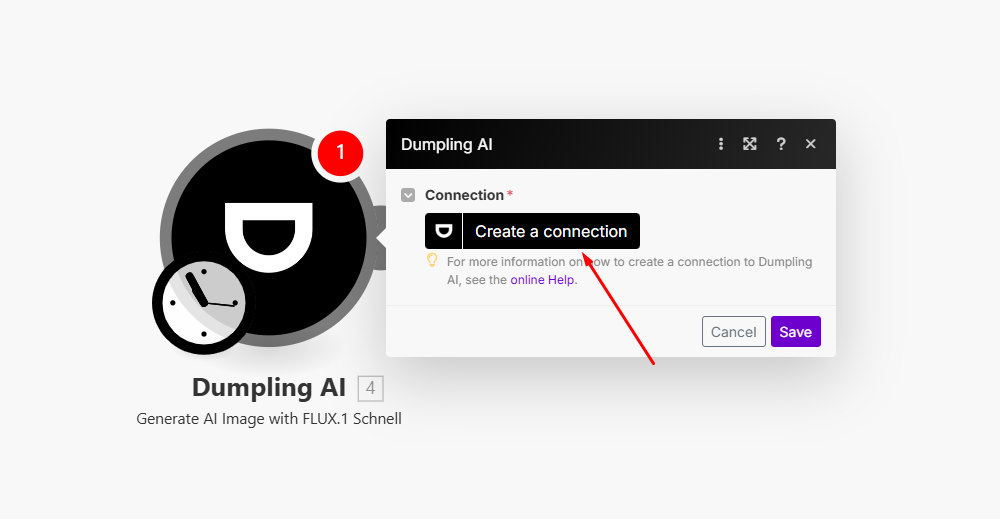 1
Dumpling AI
?
Connection *
Create a connection
For more information on how to create a connection to Dumpling
AI, see the online Help.
Cancel
Save
Dumpling AI 4
Generate AI Image with FLUX.1 Schnell